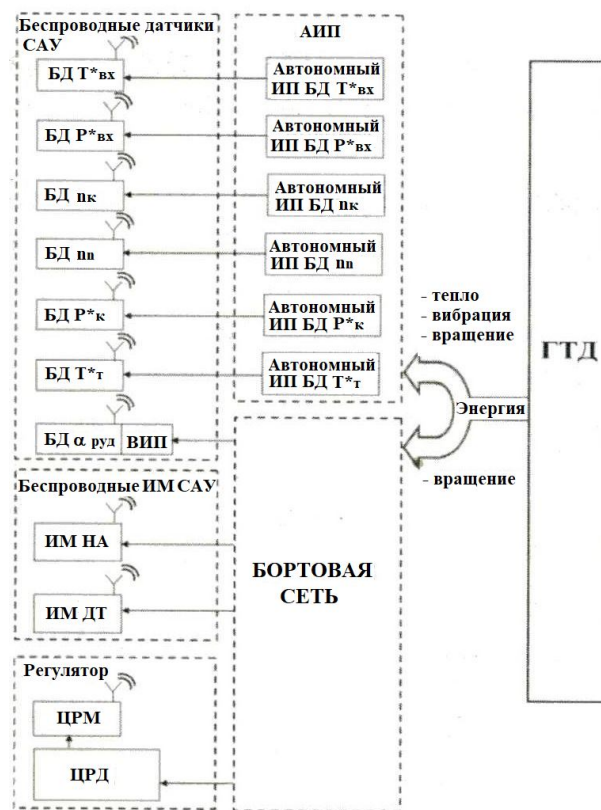 Беспроводные датчики
САУ
БД T*вх
БД P*вх
БД nк
БД nп
БД P*к
БД T*т
БД α руд
ВИП
АИП
Автономный
ИП БД T*вх
Автономный
ИП БД P*вх
Автономный
ИП БД nк
Автономный
ИП БД nп
Автономный
ИП БД P*к
Автономный
ИП БД T*т
- тепло
- вибрация
- вращение
Энергия
- вращение
ГТД
Беспроводные ИМ САУ
ИМ НА
ИМ ДТ
БОРТОВАЯ
СЕТЬ
Регулятор
ЦРМ
ЦРД